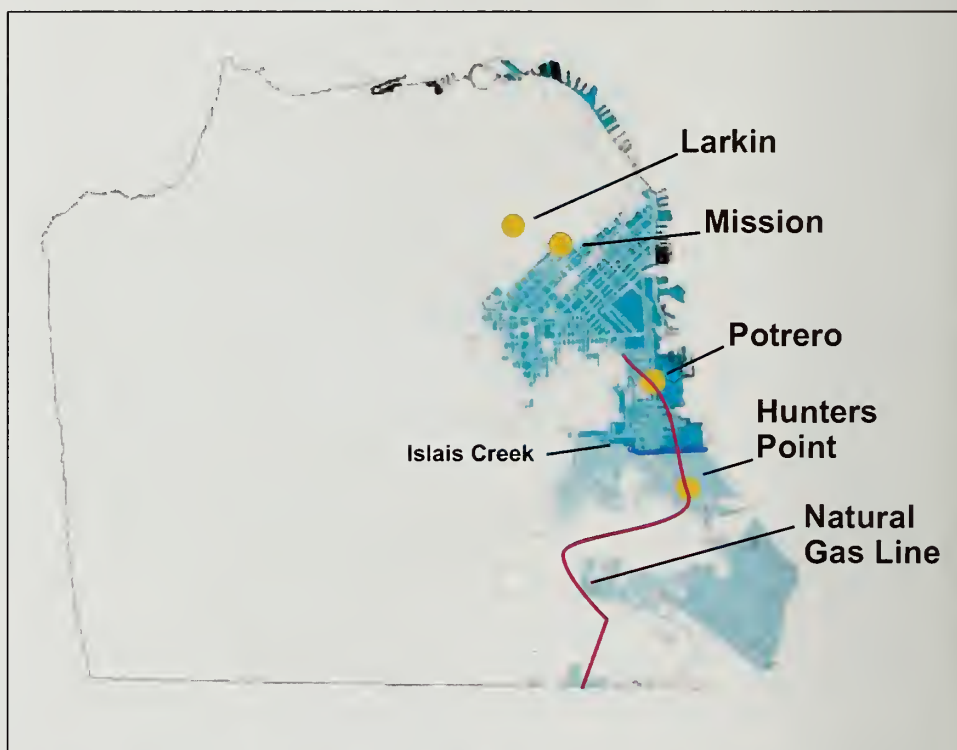 Larkin
Mission
Potrero
Hunters
Point
Islais Creek
Natural
Gas Line